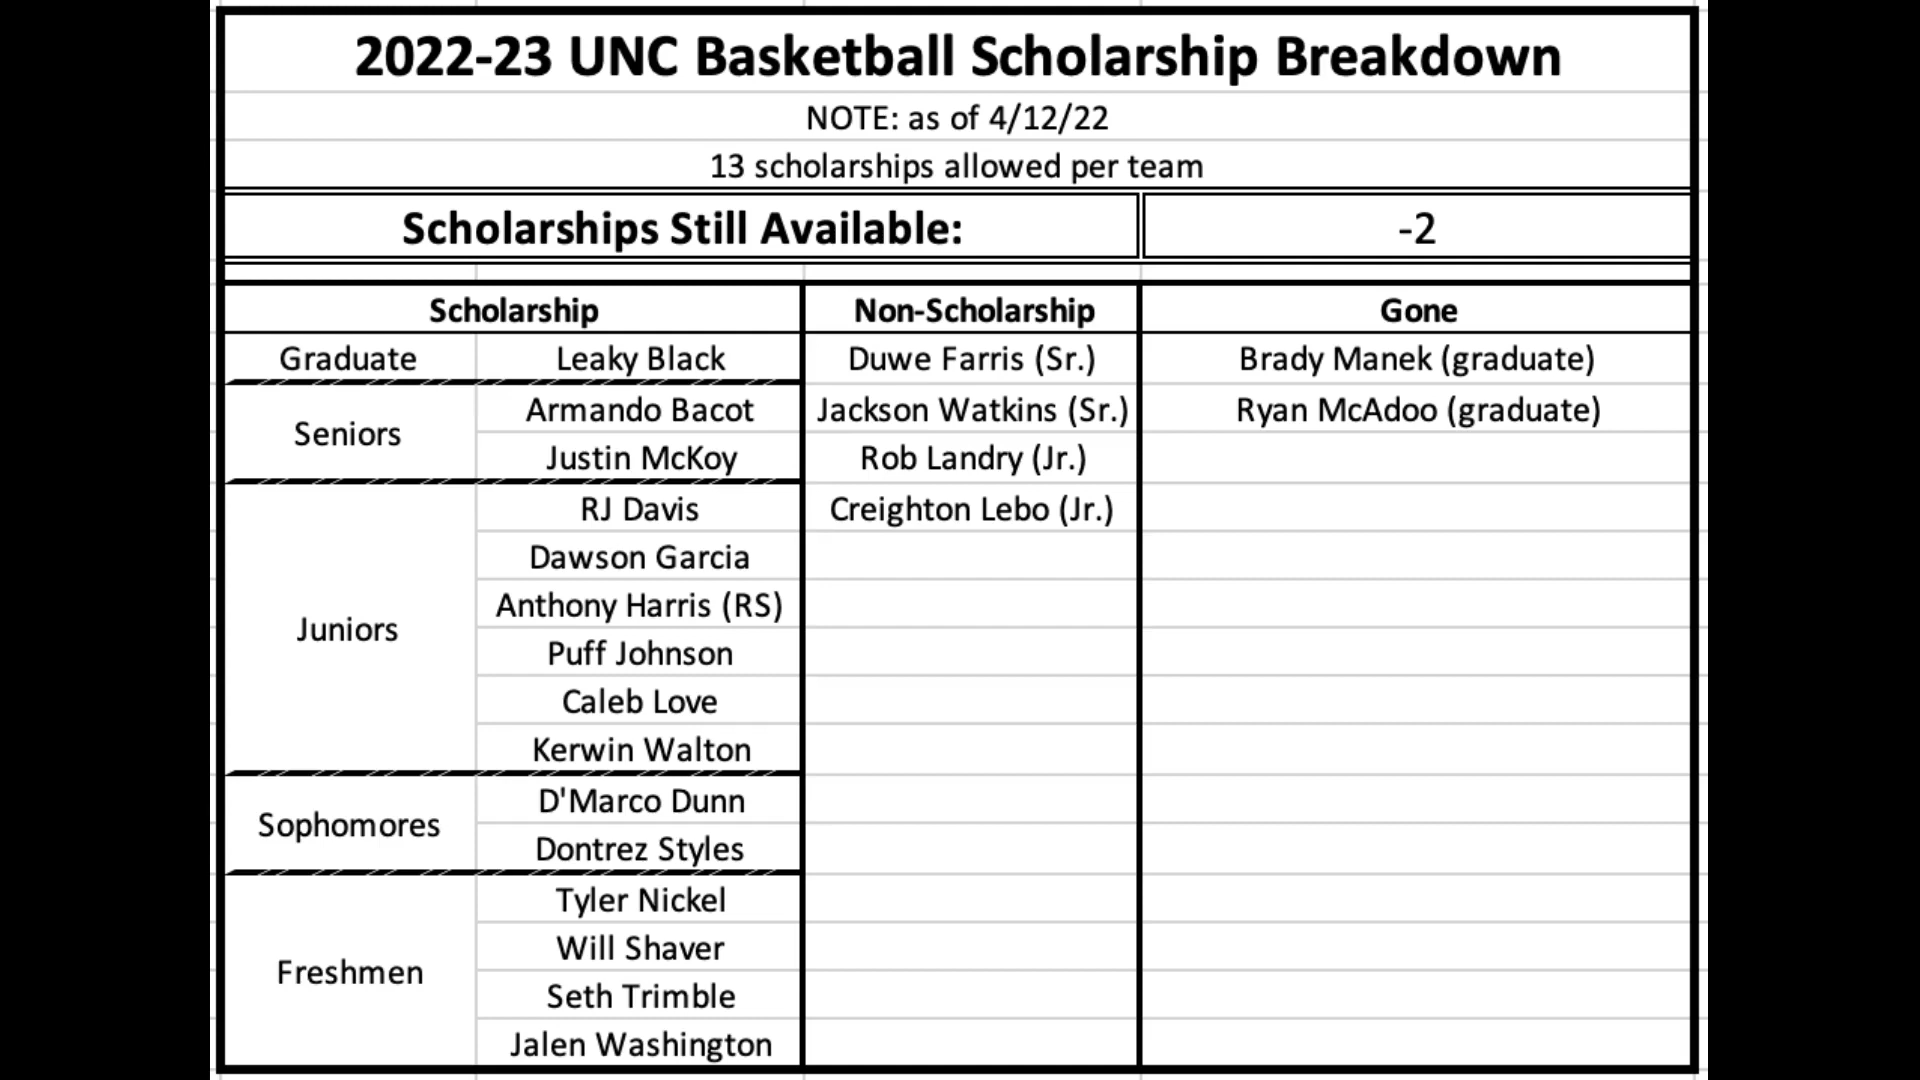 2022-23 UNC Basketball Scholarship Breakdown
NOTE: as of 4/12/22
13 scholarships allowed per team
Scholarships Still Available: -2
Scholarship Non-Scholarship Gone
Graduate Leaky Black Duwe Farris (Sr.) Brady Manek (graduate)
Seniors Armando Bacot Jackson Watkins (Sr.) Ryan McAdoo (graduate)
Justin McKoy Rob Landry (Jr.)
Juniors RJ Davis Creighton Lebo (Jr.)
Dawson Garcia
Anthony Harris (RS)
Puff Johnson
Caleb Love
Kerwin Walton
Sophomores D'Marco Dunn
Dontrez Styles
Freshmen Tyler Nickel
Will Shaver
Seth Trimble
Jalen Washington